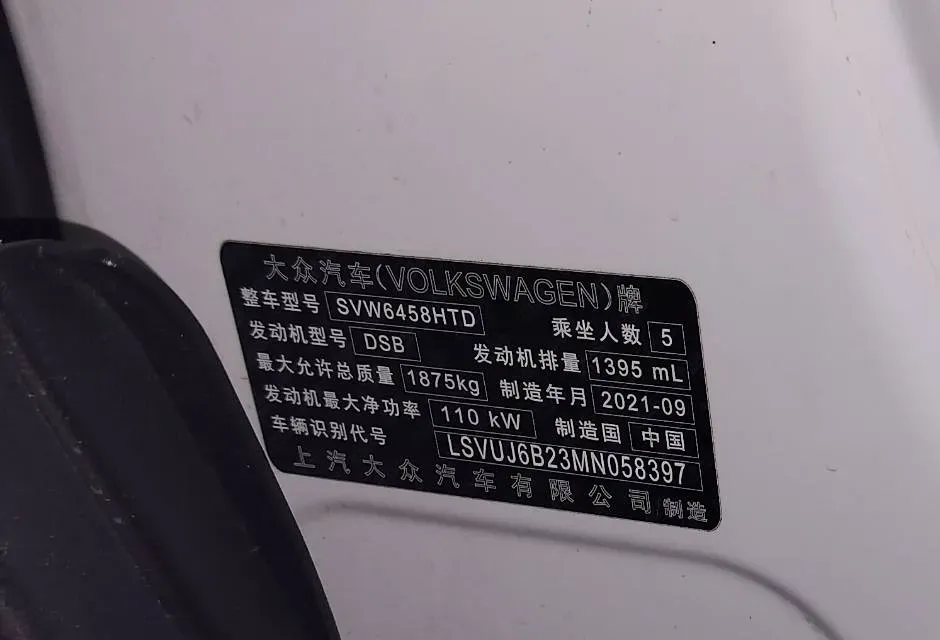 大众汽车(VOLKSWAGEN)牌
整车型号 SVW6458HTD 乘坐人数 5
发动机型号 DSB 发动机排量 1395 mL
最大允许总质量 1875kg 制造年月 2021-09
发动机最大净功率 110 kW 制造国 中国
车辆识别代号 LSVUJ6B23MN058397
上汽大众汽车有限公司 制造